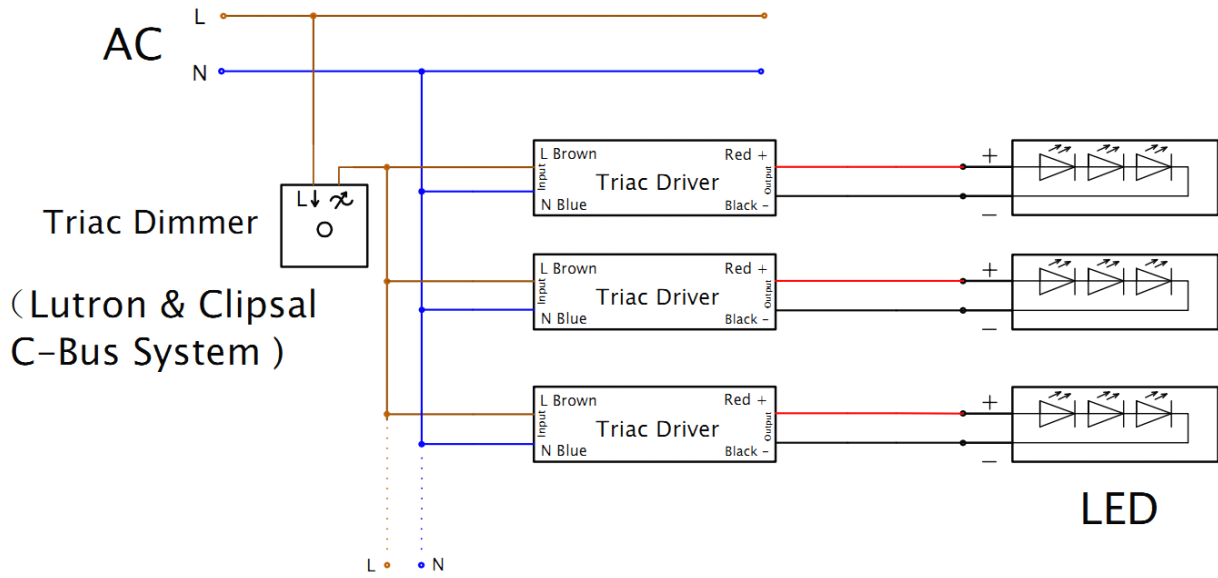 L
AC
N
L Brown
Red +
Input
Triac Driver
Output
N Blue
Black -
+
−
L
Triac Dimmer
L Brown
Red +
Input
Triac Driver
Output
N Blue
Black -
+
−
（Lutron & Clipsal
C-Bus System )
L Brown
Red +
Input
Triac Driver
Output
N Blue
Black -
+
−
LED
L
N